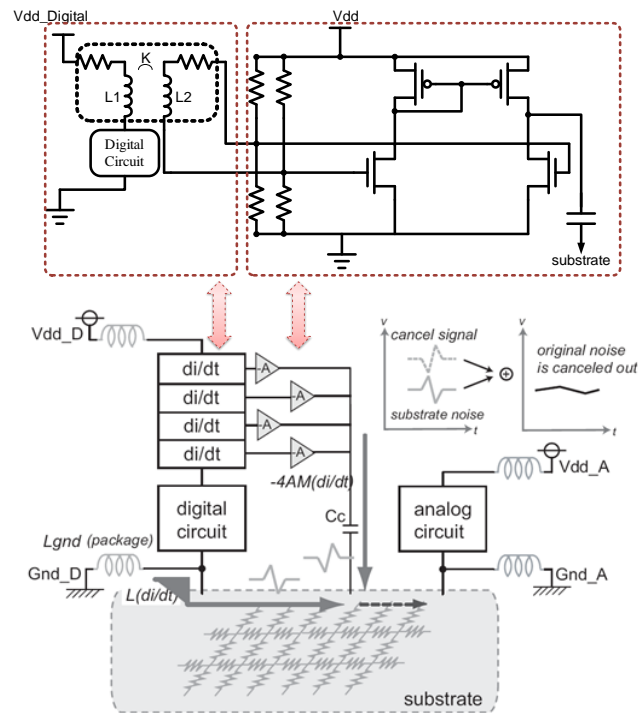 Vdd_Digital
Vdd
K
L1
L2
Digital
Circuit
substrate
Vdd_D
di/dt
-A
di/dt
-A
di/dt
-A
di/dt
-A
-4AM(di/dt)
v
cancel signal
substrate noise
t
v
original noise
is canceled out
t
digital
circuit
Cc
analog
circuit
Vdd_A
Lgnd (package)
Gnd_D
L(di/dt)
Gnd_A
substrate